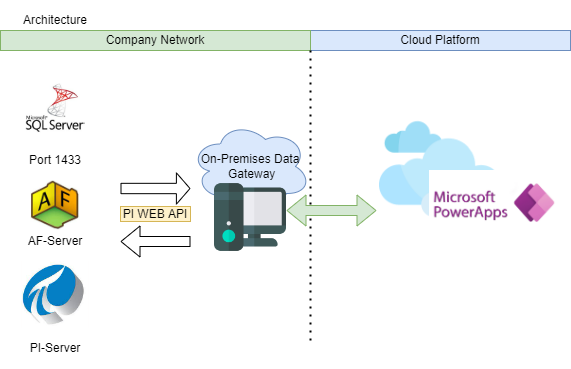 Architecture
Company Network
Cloud Platform
Microsoft
SQL Server
Port 1433
On-Premises Data
Gateway
AF
PI WEB API
AF-Server
Microsoft
PowerApps
PI-Server